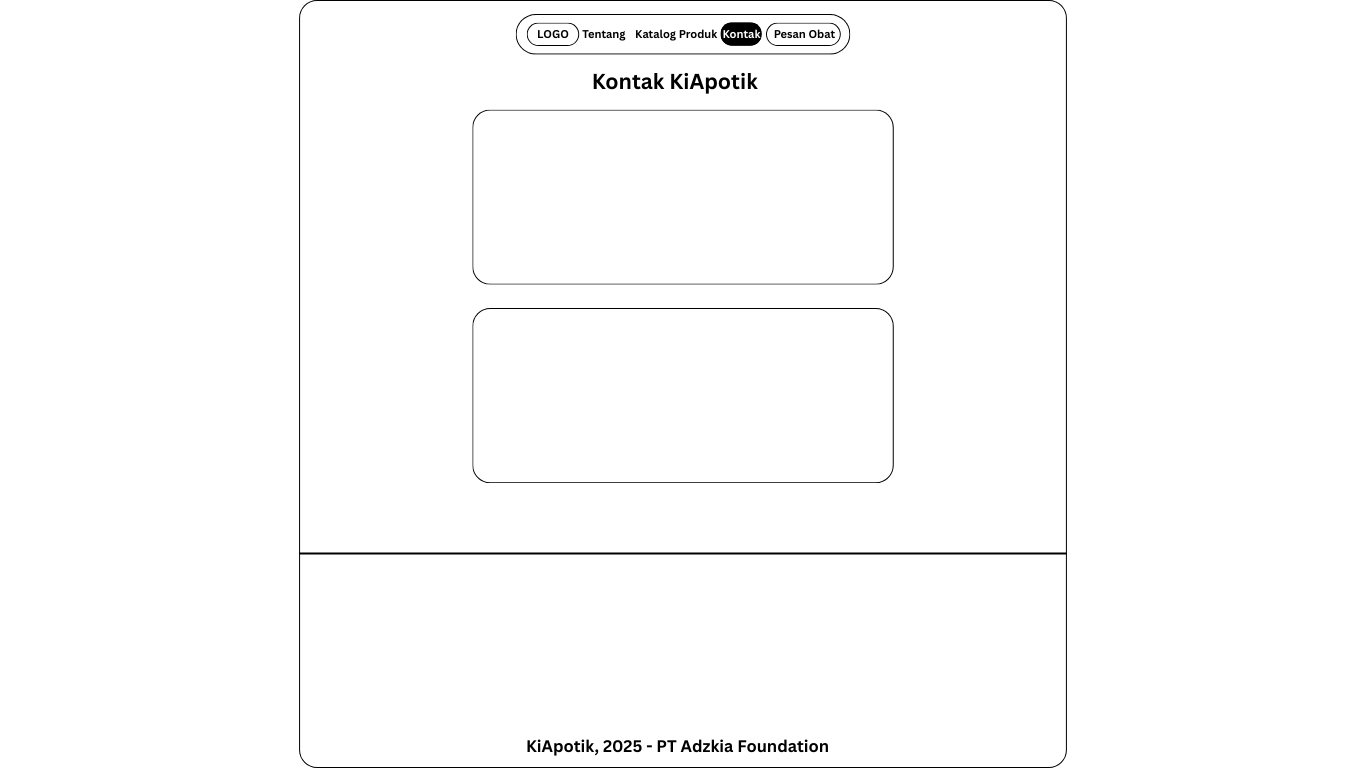 LOGO Tentang Katalog Produk Kontak Pesan Obat
Kontak KiApotik
KiApotik, 2025 - PT Adzkia Foundation